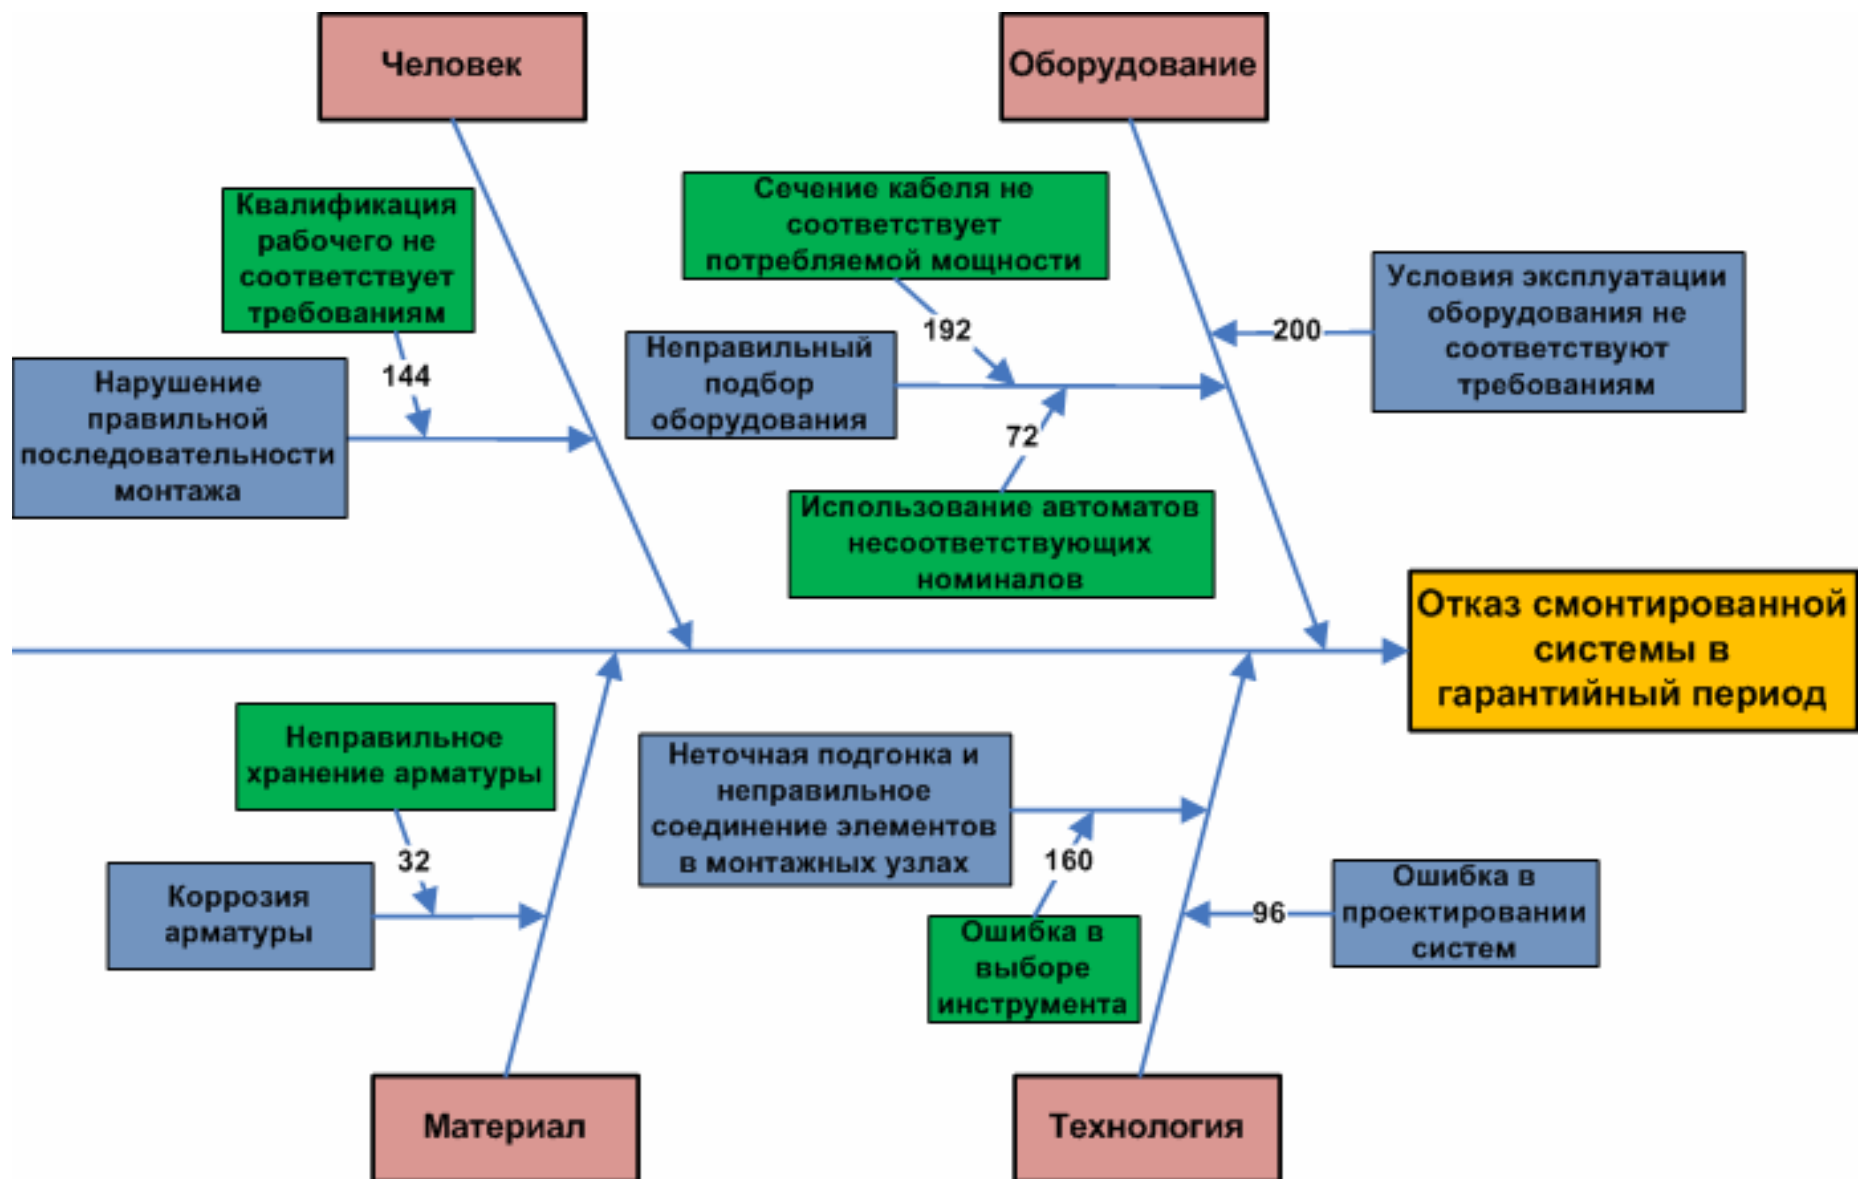 Человек
Оборудование
Квалификация
рабочего не
соответствует
требованиям
Сечение кабеля не
соответствует
потребляемой мощности
Условия эксплуатации
оборудования не
соответствуют
требованиям
200
192
Неправильный
подбор
оборудования
144
Нарушение
правильной
последовательности
монтажа
72
Использование автоматов
несоответствующих
номиналов
Отказ смонтированной
системы в
гарантийный период
Неправильное
хранение арматуры
Неточная подгонка и
неправильное
соединение элементов
в монтажных узлах
32
160
Коррозия
арматуры
Ошибка в
проектировании
систем
96
Ошибка в
выборе
инструмента
Материал
Технология